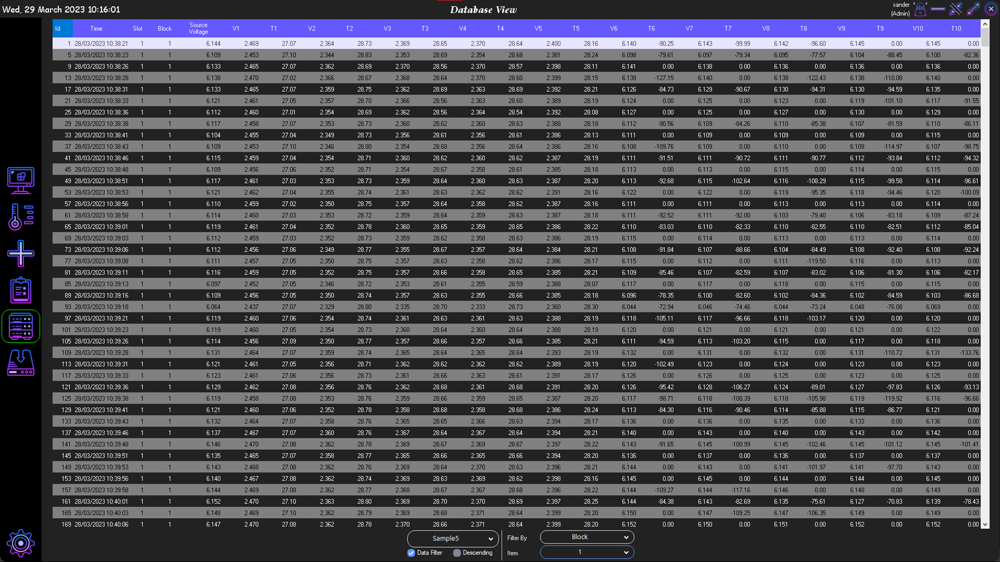 Wed, 29 March 2023 10:16:01
Database View
sander
(Admin)
Id Time Slot Block Source Voltage V1 T1 V2 T2 V3 T3 V4 T4 V5 T5 V6 T6 V7 T7 V8 T8 V9 T9 V10 T10
1 28/03/2023 10:38:21 1 1 6.144 2.469 27.07 2.364 28.73 2.369 28.65 2.370 28.64 2.400 28.16 6.140 -90.25 6.143 -99.99 6.142 -96.60 6.145 0.00 6.145 0.00
5 28/03/2023 10:38:23 1 1 6.109 2.453 27.10 2.344 28.83 2.353 28.69 2.354 28.68 2.381 28.24 6.098 -79.61 6.097 -79.34 6.095 -77.57 6.104 -88.45 6.100 -82.36
9 28/03/2023 10:38:26 1 1 6.133 2.465 27.07 2.362 28.69 2.370 28.56 2.370 28.57 2.398 28.11 6.141 0.00 6.138 0.00 6.136 0.00 6.136 0.00 6.136 0.00
13 28/03/2023 10:38:28 1 1 6.138 2.470 27.02 2.366 28.67 2.368 28.64 2.370 28.60 2.399 28.15 6.138 -127.15 6.140 0.00 6.138 -122.43 6.138 -110.08 6.140 0.00
17 28/03/2023 10:38:31 1 1 6.133 2.465 27.07 2.359 28.75 2.362 28.69 2.363 28.69 2.392 28.21 6.126 -84.73 6.129 -90.67 6.130 -94.31 6.130 -94.59 6.135 0.00
21 28/03/2023 10:38:33 1 1 6.121 2.461 27.05 2.357 28.70 2.366 28.56 2.363 28.60 2.389 28.19 6.124 0.00 6.125 0.00 6.123 0.00 6.119 -101.10 6.117 -91.55
25 28/03/2023 10:38:36 1 1 6.112 2.460 27.01 2.354 28.69 2.362 28.56 2.364 28.54 2.392 28.08 6.127 0.00 6.125 0.00 6.127 0.00 6.130 0.00 6.129 0.00
29 28/03/2023 10:38:38 1 1 6.117 2.458 27.07 2.353 28.73 2.360 28.62 2.360 28.63 2.388 28.18 6.112 -90.56 6.109 -84.26 6.110 -85.38 6.107 -81.59 6.110 -86.11
33 28/03/2023 10:38:41 1 1 6.104 2.455 27.04 2.349 28.73 2.356 28.61 2.356 28.61 2.386 28.13 6.111 0.00 6.109 0.00 6.109 0.00 6.109 0.00 6.115 0.00
37 28/03/2023 10:38:43 1 1 6.109 2.453 27.10 2.346 28.80 2.354 28.68 2.356 28.64 2.386 28.16 6.108 -109.76 6.109 0.00 6.110 0.00 6.109 -114.97 6.107 -98.75
41 28/03/2023 10:38:46 1 1 6.115 2.459 27.04 2.354 28.71 2.360 28.62 2.360 28.62 2.387 28.19 6.111 -91.51 6.111 -90.72 6.111 -90.77 6.112 -93.84 6.112 -94.32
45 28/03/2023 10:38:48 1 1 6.109 2.456 27.06 2.352 28.71 2.354 28.67 2.358 28.61 2.385 28.18 6.113 0.00 6.113 0.00 6.115 0.00 6.114 0.00 6.115 0.00
49 28/03/2023 10:38:51 1 1 6.117 2.461 27.03 2.353 28.73 2.359 28.64 2.360 28.63 2.387 28.20 6.113 -92.68 6.115 -102.64 6.116 -108.29 6.115 -99.58 6.114 -96.61
53 28/03/2023 10:38:53 1 1 6.121 2.462 27.04 2.355 28.74 2.361 28.63 2.362 28.62 2.391 28.16 6.122 0.00 6.122 0.00 6.119 -95.35 6.118 -94.46 6.120 -100.09
57 28/03/2023 10:38:56 1 1 6.110 2.459 27.02 2.350 28.75 2.357 28.64 2.358 28.62 2.387 28.16 6.111 0.00 6.111 0.00 6.113 0.00 6.113 0.00 6.114 0.00
61 28/03/2023 10:38:58 1 1 6.114 2.460 27.03 2.353 28.72 2.359 28.64 2.359 28.63 2.387 28.18 6.111 -92.52 6.111 -92.00 6.103 -79.40 6.106 -83.18 6.109 -87.24
65 28/03/2023 10:39:01 1 1 6.119 2.461 27.04 2.352 28.78 2.360 28.65 2.359 28.65 2.386 28.22 6.110 -83.03 6.110 -82.33 6.110 -82.55 6.110 -82.51 6.112 -85.04
69 28/03/2023 10:39:03 1 1 6.112 2.459 27.03 2.352 28.73 2.359 28.62 2.358 28.63 2.386 28.19 6.115 0.00 6.114 0.00 6.113 0.00 6.113 0.00 6.114 0.00
73 28/03/2023 10:39:06 1 1 6.112 2.456 27.06 2.349 28.77 2.355 28.67 2.357 28.64 2.384 28.21 6.108 -91.84 6.107 -88.66 6.104 -84.49 6.108 -92.40 6.108 -92.24
77 28/03/2023 10:39:08 1 1 6.111 2.457 27.05 2.350 28.75 2.357 28.63 2.358 28.62 2.386 28.17 6.115 0.00 6.112 0.00 6.111 -119.50 6.116 0.00 6.113 0.00
81 28/03/2023 10:39:11 1 1 6.116 2.459 27.05 2.352 28.75 2.357 28.66 2.358 28.65 2.385 28.21 6.109 -85.46 6.107 -82.59 6.107 -83.02 6.106 -81.30 6.106 -82.17
85 28/03/2023 10:39:13 1 1 6.097 2.452 27.05 2.346 28.72 2.353 28.61 2.355 28.59 2.388 28.07 6.117 0.00 6.117 0.00 6.118 0.00 6.115 0.00 6.115 0.00
89 28/03/2023 10:39:16 1 1 6.109 2.456 27.05 2.350 28.74 2.357 28.63 2.355 28.66 2.385 28.18 6.096 -78.35 6.100 -82.60 6.102 -84.36 6.102 -84.59 6.103 -86.68
93 28/03/2023 10:39:18 1 1 6.064 2.437 27.07 2.329 28.80 2.335 28.70 2.333 28.73 2.360 28.30 6.044 -72.94 6.046 -74.46 6.044 -73.24 6.048 -76.08 6.069 0.00
97 28/03/2023 10:39:21 1 1 6.119 2.460 27.06 2.354 28.74 2.361 28.63 2.361 28.63 2.388 28.19 6.118 -105.11 6.117 -96.66 6.118 -103.17 6.120 0.00 6.120 0.00
101 28/03/2023 10:39:23 1 1 6.119 2.460 27.05 2.354 28.73 2.360 28.64 2.360 28.64 2.388 28.19 6.120 0.00 6.121 0.00 6.121 0.00 6.121 0.00 6.122 0.00
105 28/03/2023 10:39:26 1 1 6.114 2.456 27.09 2.350 28.77 2.357 28.66 2.357 28.66 2.385 28.21 6.111 -94.59 6.113 -103.20 6.115 0.00 6.117 0.00 6.118 0.00
109 28/03/2023 10:39:28 1 1 6.131 2.464 27.07 2.359 28.74 2.365 28.64 2.365 28.64 2.393 28.19 6.132 0.00 6.131 0.00 6.132 0.00 6.131 -110.72 6.131 -133.76
113 28/03/2023 10:39:31 1 1 6.121 2.461 27.05 2.356 28.71 2.362 28.62 2.362 28.62 2.389 28.19 6.120 -102.49 6.123 0.00 6.124 0.00 6.123 0.00 6.123 0.00
117 28/03/2023 10:39:33 1 1 6.123 2.461 27.06 2.356 28.73 2.361 28.66 2.363 28.61 2.391 28.17 6.126 0.00 6.126 0.00 6.125 0.00 6.123 0.00 6.125 0.00
121 28/03/2023 10:39:36 1 1 6.129 2.462 27.08 2.356 28.76 2.362 28.68 2.361 28.68 2.391 28.20 6.126 -95.42 6.128 -106.27 6.124 -89.01 6.127 -97.83 6.126 -93.13
125 28/03/2023 10:39:38 1 1 6.119 2.458 27.08 2.353 28.76 2.359 28.66 2.359 28.65 2.387 28.20 6.117 -98.71 6.118 -108.39 6.118 -105.98 6.119 -119.92 6.116 -96.66
129 28/03/2023 10:39:41 1 1 6.121 2.460 27.06 2.352 28.78 2.358 28.68 2.358 28.68 2.386 28.24 6.113 -84.30 6.116 -90.46 6.114 -85.88 6.115 -86.77 6.121 0.00
133 28/03/2023 10:39:43 1 1 6.132 2.464 27.07 2.358 28.76 2.365 28.65 2.366 28.63 2.394 28.17 6.136 0.00 6.136 0.00 6.135 0.00 6.133 0.00 6.136 0.00
137 28/03/2023 10:39:46 1 1 6.137 2.467 27.07 2.360 28.76 2.367 28.64 2.367 28.64 2.394 28.21 6.140 0.00 6.143 0.00 6.140 0.00 6.143 0.00 6.142 0.00
141 28/03/2023 10:39:48 1 1 6.146 2.470 27.08 2.362 28.78 2.369 28.67 2.369 28.67 2.397 28.22 6.143 -91.65 6.145 -100.99 6.145 -102.46 6.145 -101.12 6.145 -101.41
145 28/03/2023 10:39:51 1 1 6.135 2.465 27.07 2.358 28.77 2.365 28.66 2.365 28.66 2.394 28.20 6.136 0.00 6.137 0.00 6.136 0.00 6.137 0.00 6.137 0.00
149 28/03/2023 10:39:53 1 1 6.143 2.468 27.08 2.362 28.76 2.369 28.64 2.370 28.63 2.396 28.21 6.144 0.00 6.143 0.00 6.141 -101.97 6.141 -97.70 6.143 0.00
153 28/03/2023 10:39:56 1 1 6.140 2.467 27.08 2.362 28.74 2.369 28.63 2.369 28.62 2.398 28.16 6.145 0.00 6.145 0.00 6.144 0.00 6.144 0.00 6.145 0.00
157 28/03/2023 10:39:58 1 1 6.144 2.469 27.08 2.362 28.77 2.368 28.67 2.367 28.68 2.396 28.22 6.144 -109.27 6.144 -117.16 6.146 0.00 6.148 0.00 6.149 0.00
161 28/03/2023 10:40:01 1 1 6.152 2.470 27.10 2.363 28.80 2.369 28.70 2.370 28.69 2.397 28.25 6.144 -84.38 6.143 -82.69 6.135 -75.61 6.127 -70.83 6.139 -78.43
165 28/03/2023 10:40:03 1 1 6.148 2.469 27.10 2.362 28.79 2.369 28.68 2.371 28.64 2.399 28.20 6.150 0.00 6.147 -109.25 6.147 -106.35 6.149 0.00 6.149 0.00
169 28/03/2023 10:40:06 1 1 6.147 2.470 27.08 2.362 28.78 2.370 28.66 2.371 28.64 2.399 28.20 6.152 0.00 6.150 0.00 6.151 0.00 6.152 0.00 6.152 0.00
Sample5 Filter By Block
Data Filter Descending Item 1